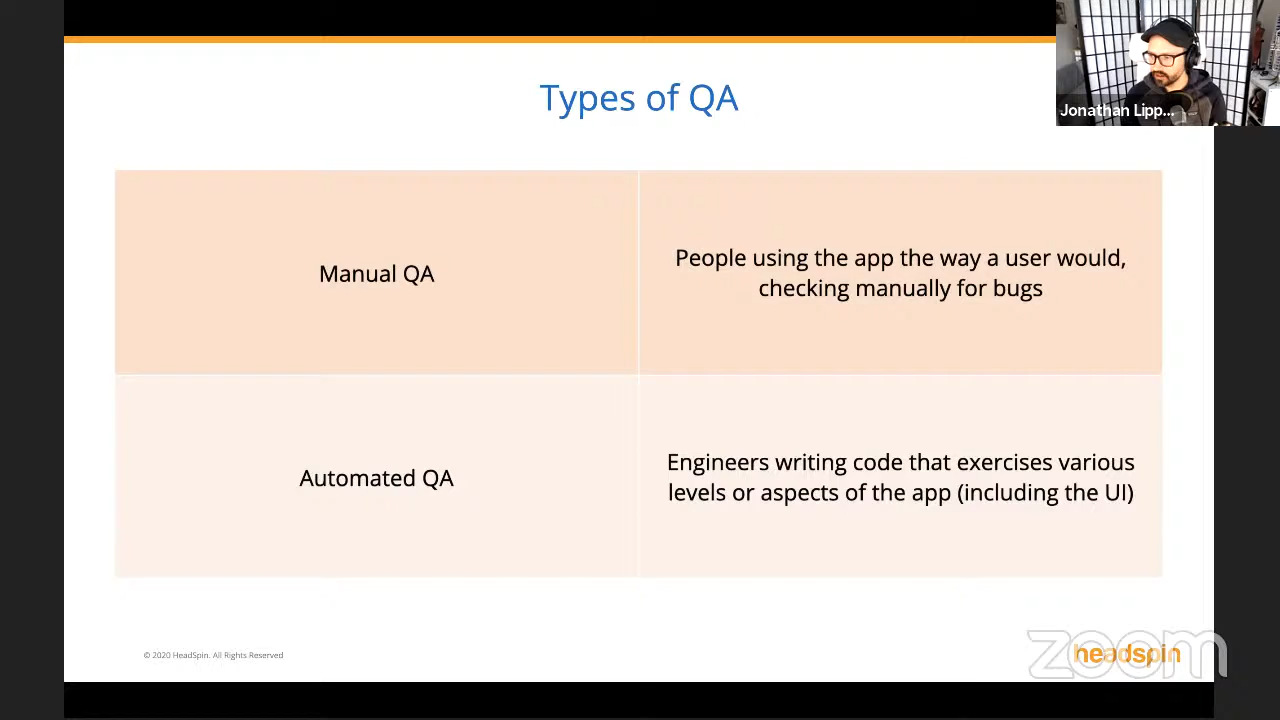 Types of QA
Jonathan Lipp...
Manual QA
People using the app the way a user would,
checking manually for bugs
Automated QA
Engineers writing code that exercises various
levels or aspects of the app (including the UI)
© 2020 HeadSpin. All Rights Reserved
headspin
zoom